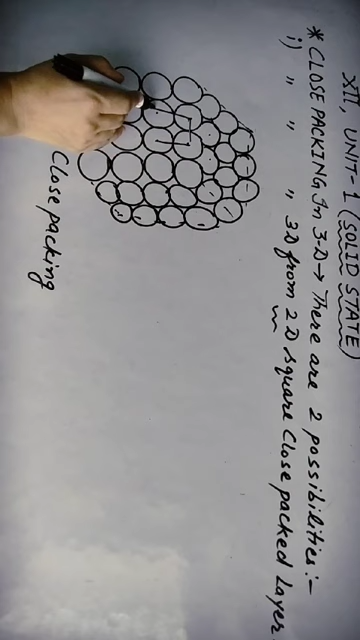 XII, UNIT-1 (SOLID STATE)
* CLOSE PACKING In 3-D → There are 2 possibilities:-
i) " " " 3D from 2D square Close packed Layer
Close packing